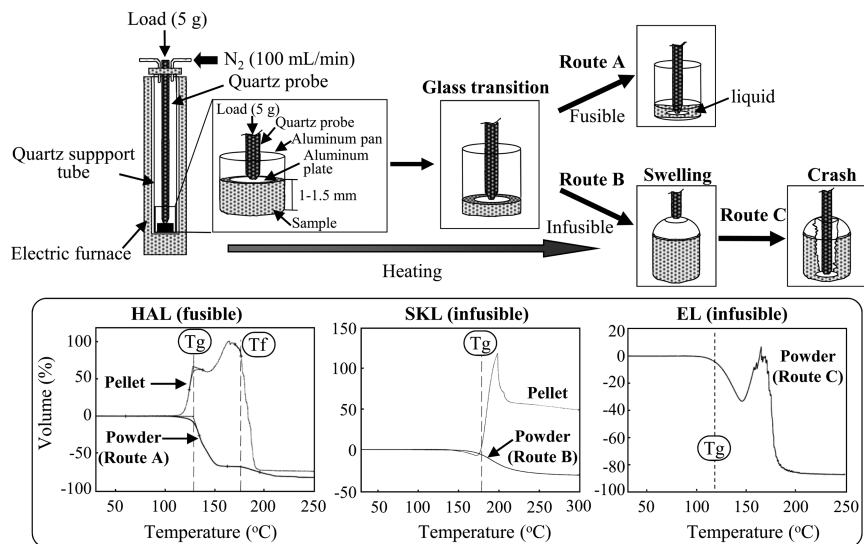 Load (5 g)
N2 (100 mL/min)
Quartz probe
Quartz suppport
tube
Electric furnace
Load (5 g)
Quartz probe
Aluminum pan
Aluminum
plate
1-1.5 mm
Sample
Glass transition
Route A
Fusible
liquid
Route B
Infusible
Swelling
Route C
Crash
Heating
HAL (fusible)
Volume (%)
100
50
0
-50
-100
Tg
Tf
Pellet
Powder
(Route A)
50 100 150 200 250
Temperature (oC)
SKL (infusible)
150
100
50
0
-50
Tg
Pellet
Powder
(Route B)
50 100 150 200 250 300
Temperature (oC)
EL (infusible)
20
0
-20
-40
-60
-80
-100
Powder
(Route C)
Tg
50 100 150 200 250
Temperature (oC)